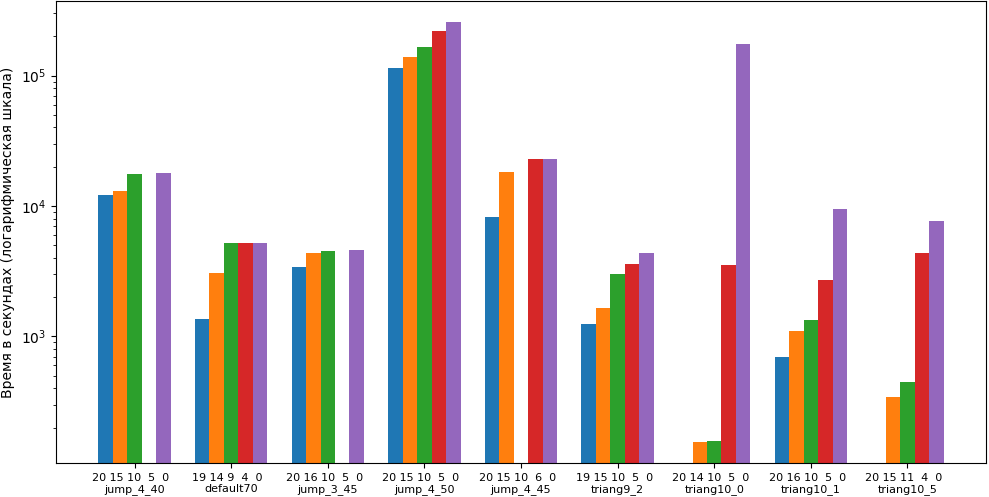 Время в секундах (логарифмическая шкала)
10⁵
10⁴
10³
20 15 10 5 0
jump_4_40
19 14 9 4 0
default70
20 16 10 5 0
jump_3_45
20 15 10 5 0
jump_4_50
20 15 10 6 0
jump_4_45
19 15 10 5 0
triang9_2
20 14 10 5 0
triang10_0
20 16 10 5 0
triang10_1
20 15 11 4 0
triang10_5